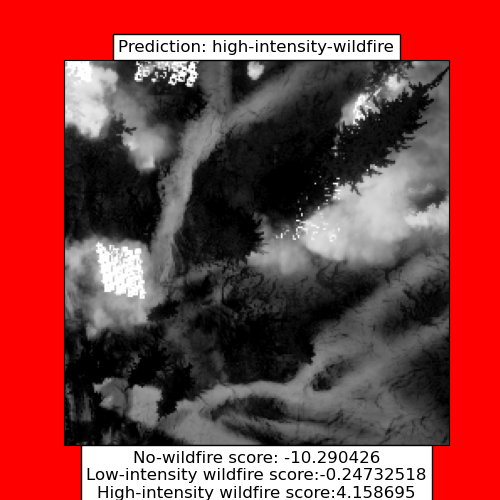 Prediction: high-intensity-wildfire
No-wildfire score: -10.290426
Low-intensity wildfire score:-0.24732518
High-intensity wildfire score:4.158695